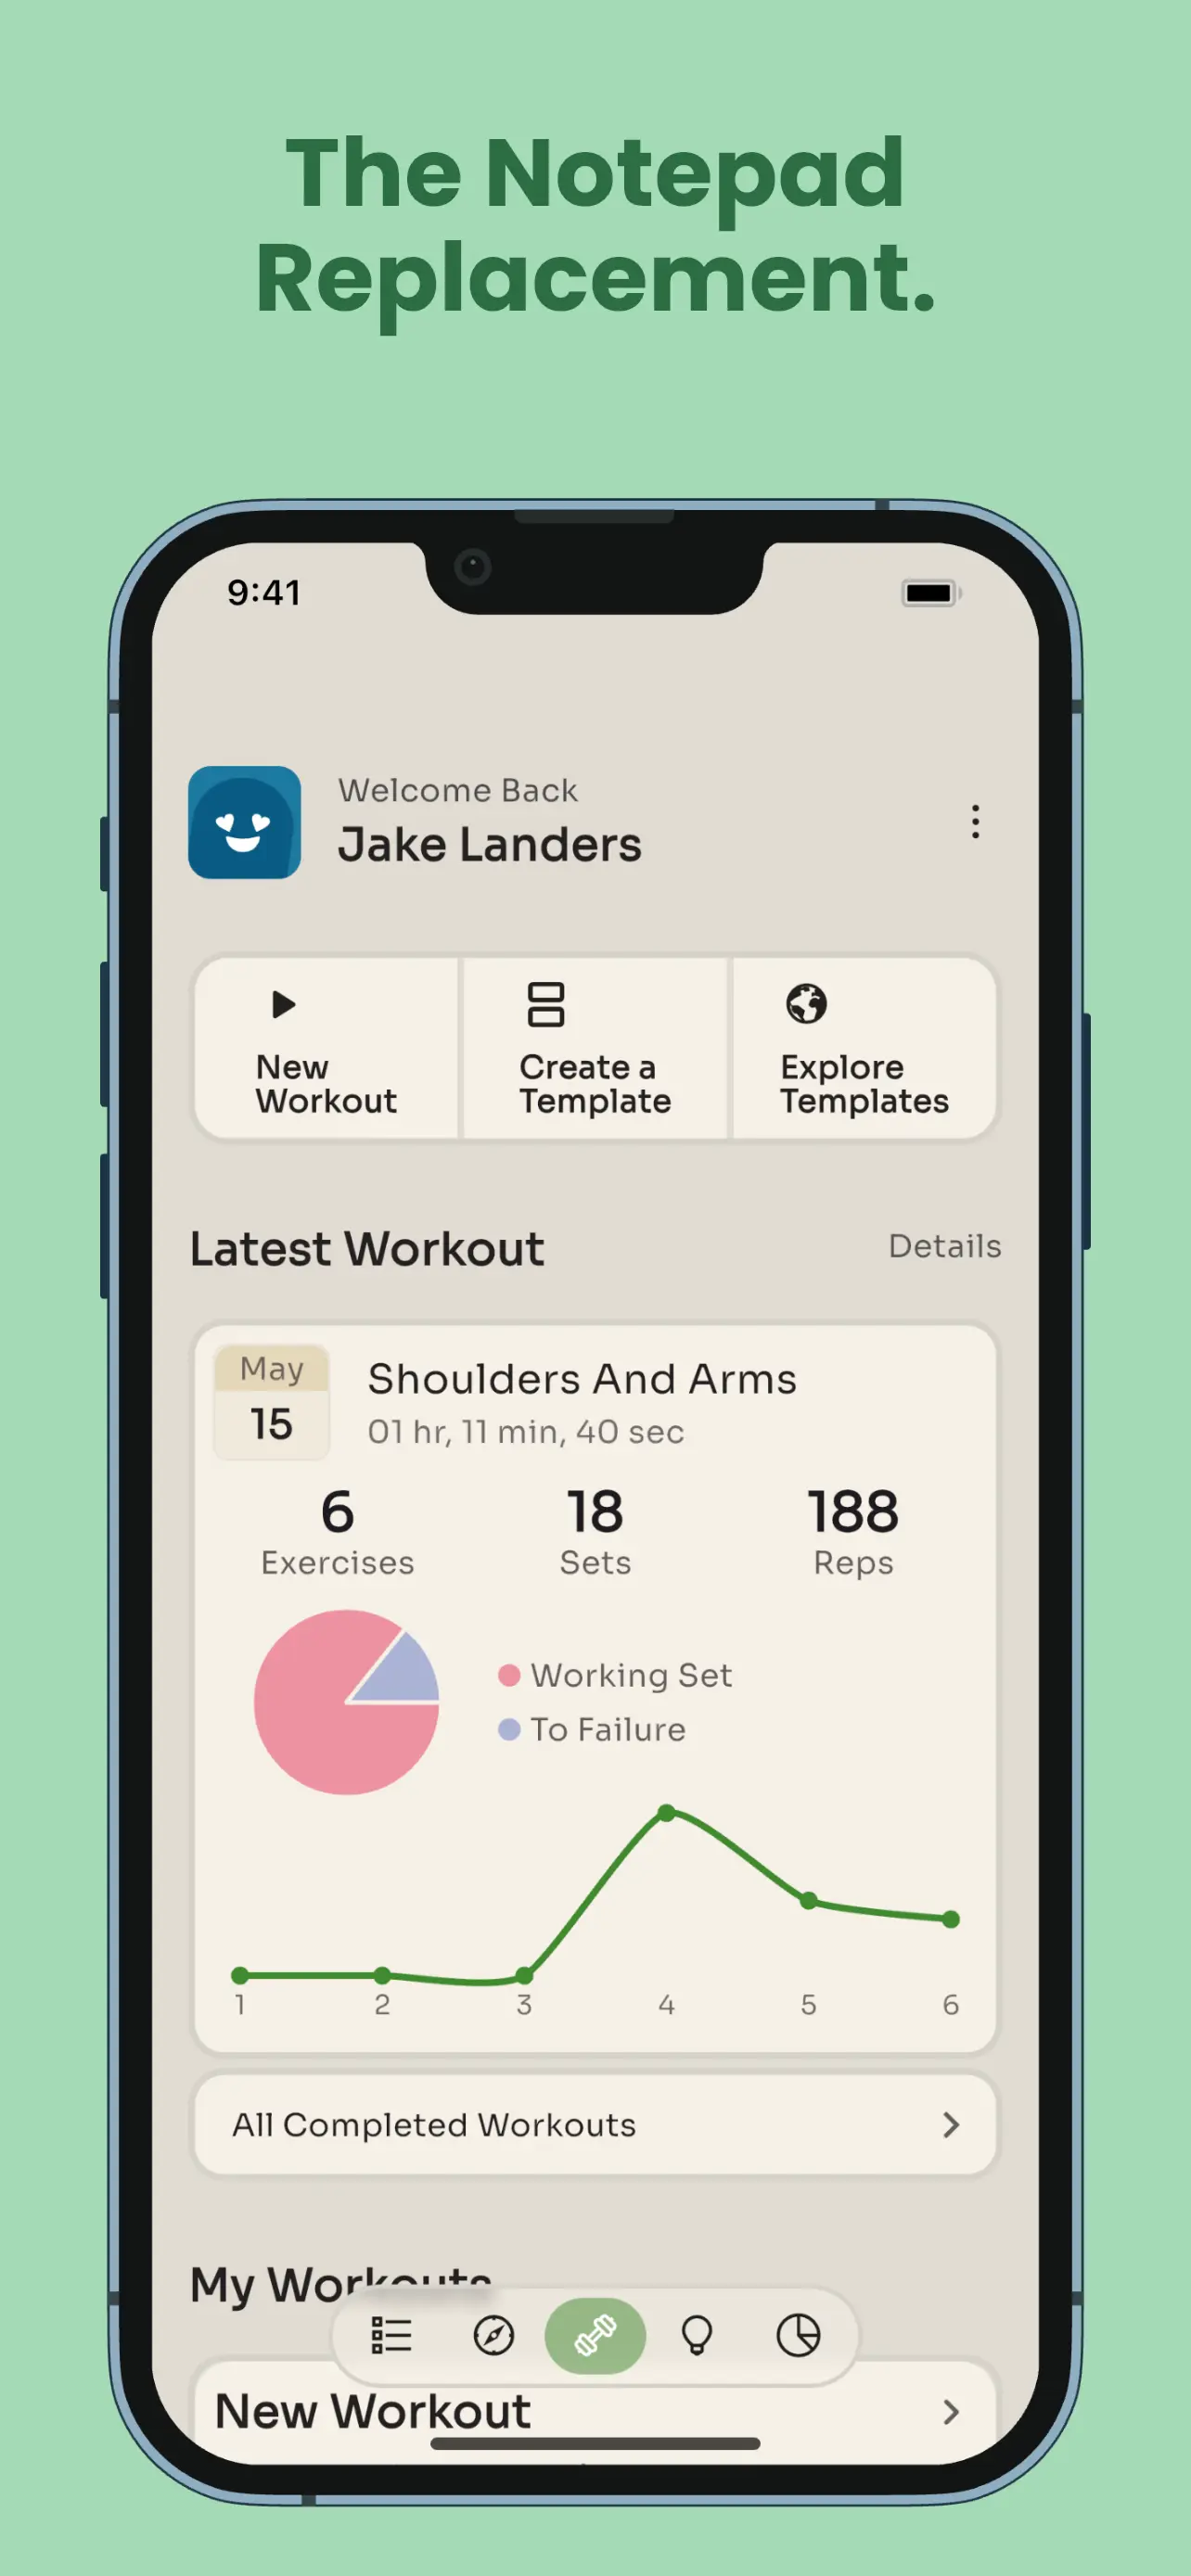 The Notepad
Replacement.
9:41
Welcome Back
Jake Landers
New
Workout
Create a
Template
Explore
Templates
Latest Workout
Details
May
15
Shoulders And Arms
01 hr, 11 min, 40 sec
6
Exercises
18
Sets
188
Reps
Working Set
To Failure
1 2 3 4 5 6
All Completed Workouts
My Workouts
New Workout